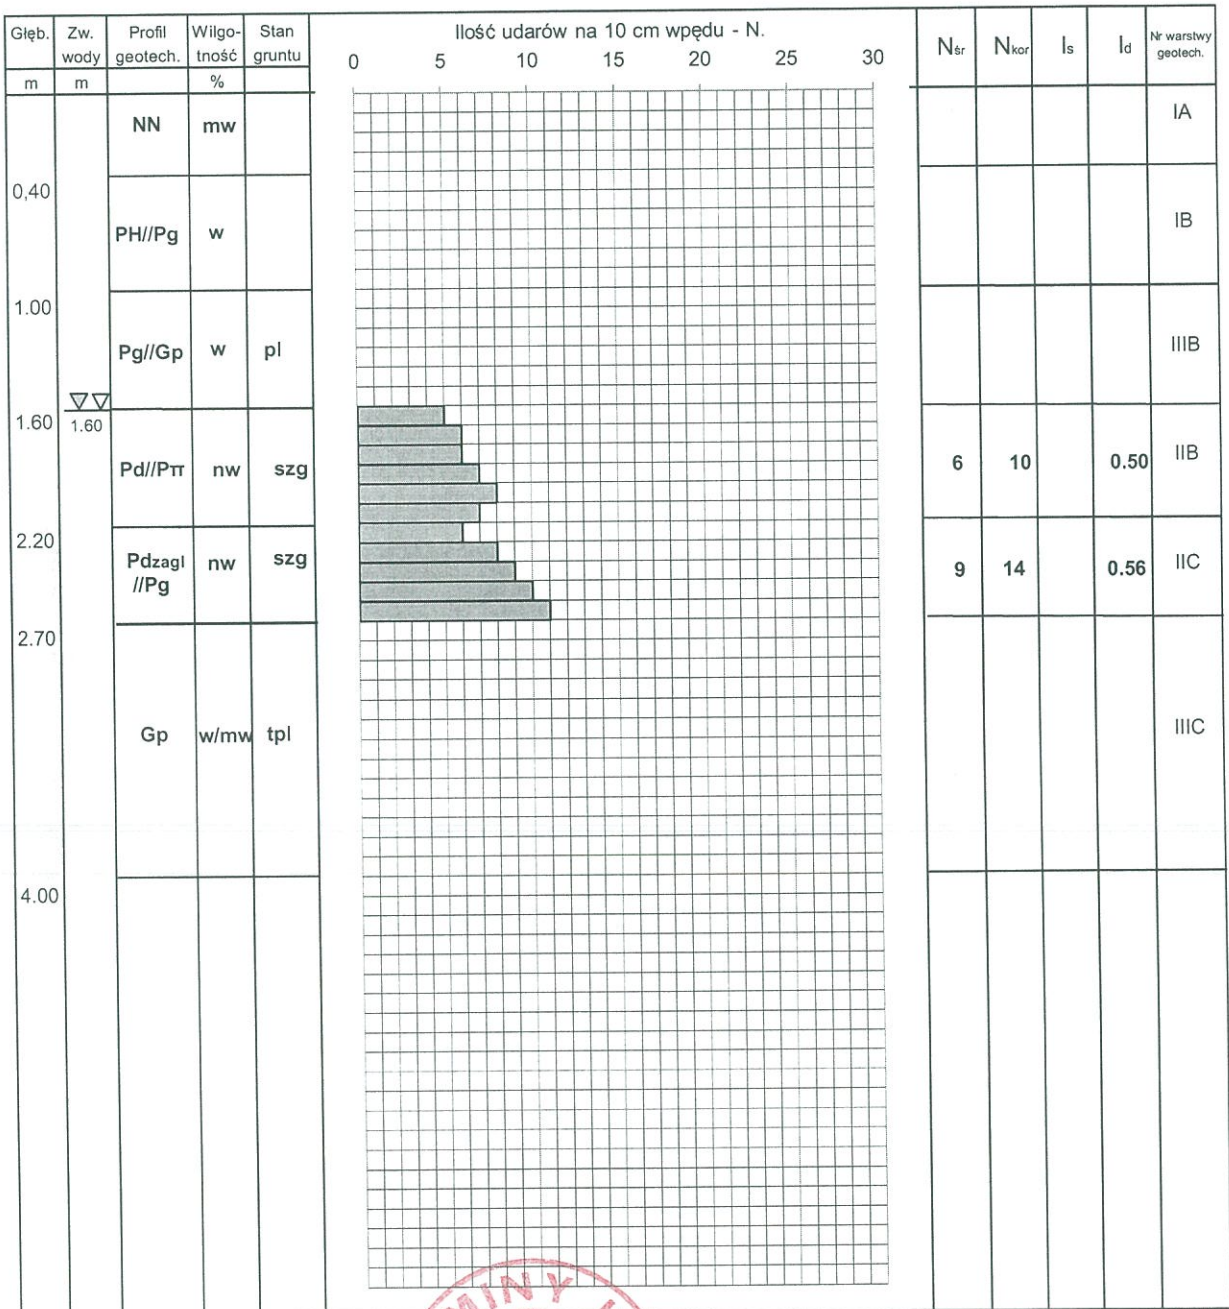 Głęb. Zw. wody Profil geotech. Wilgo-tność Stan gruntu Ilość udarów na 10 cm wpędu - N. Nśr Nkor Is Id Nr warstwy geotech.
0 5 10 15 20 25 30
m m %
NN mw IA
0,40
PH//Pg w IB
1.00
Pg//Gp w pl IIIB
1.60 1.60
Pd//Pπ nw szg 6 10 0.50 IIB
2.20
Pdzagl //Pg nw szg 9 14 0.56 IIC
2.70
Gp w/mw tpl IIIC
4.00
MINY